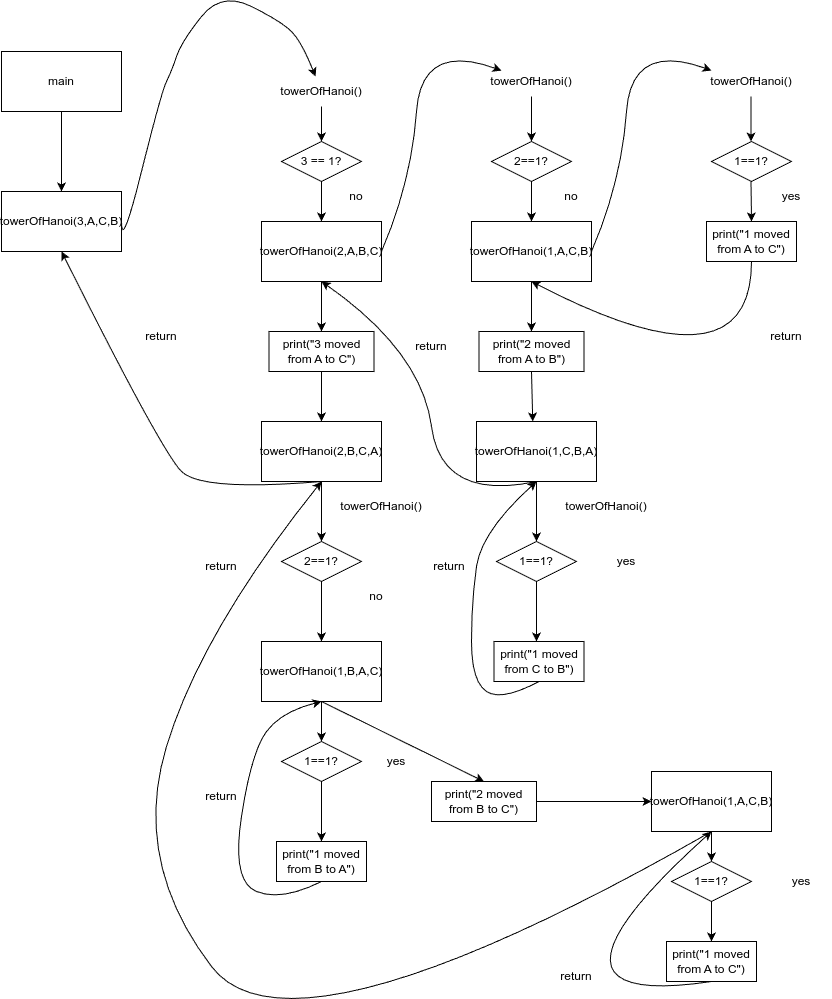 main
towerOfHanoi(3,A,C,B)
towerOfHanoi()
3 == 1?
no
towerOfHanoi(2,A,B,C)
print("3 moved
from A to C")
towerOfHanoi(2,B,C,A)
towerOfHanoi()
2==1?
no
towerOfHanoi(1,B,A,C)
1==1?
yes
print("1 moved
from B to A")
return
return
return
towerOfHanoi()
2==1?
no
towerOfHanoi(1,A,C,B)
print("2 moved
from A to B")
return
towerOfHanoi(1,C,B,A)
towerOfHanoi()
1==1?
yes
return
print("1 moved
from C to B")
towerOfHanoi()
1==1?
yes
print("1 moved
from A to C")
return
print("2 moved
from B to C")
towerOfHanoi(1,A,C,B)
1==1?
yes
print("1 moved
from A to C")
return